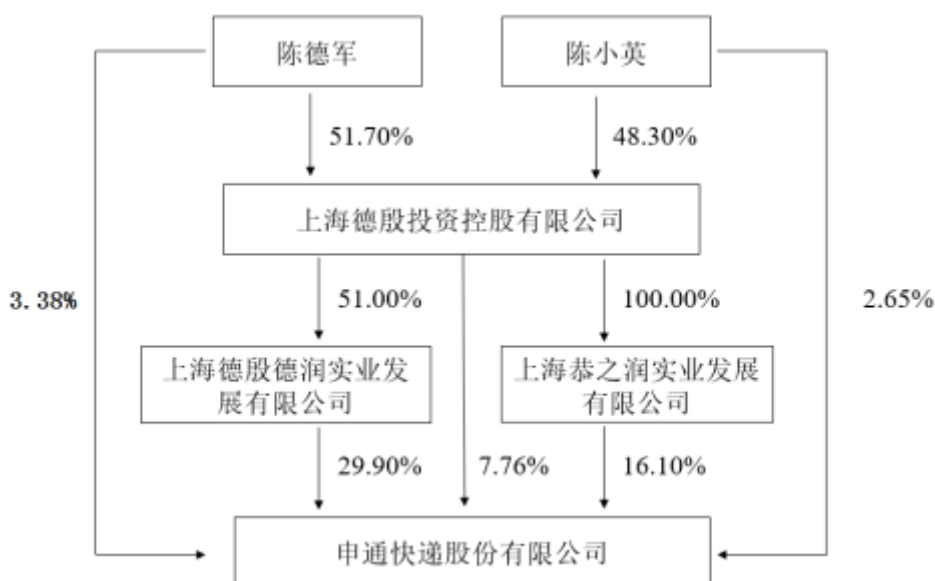 陈德军
陈小英
51.70%
48.30%
上海德殷投资控股有限公司
3.38%
51.00%
100.00%
2.65%
上海德殷德润实业发
展有限公司
上海恭之润实业发展
有限公司
29.90%
7.76%
16.10%
申通快递股份有限公司